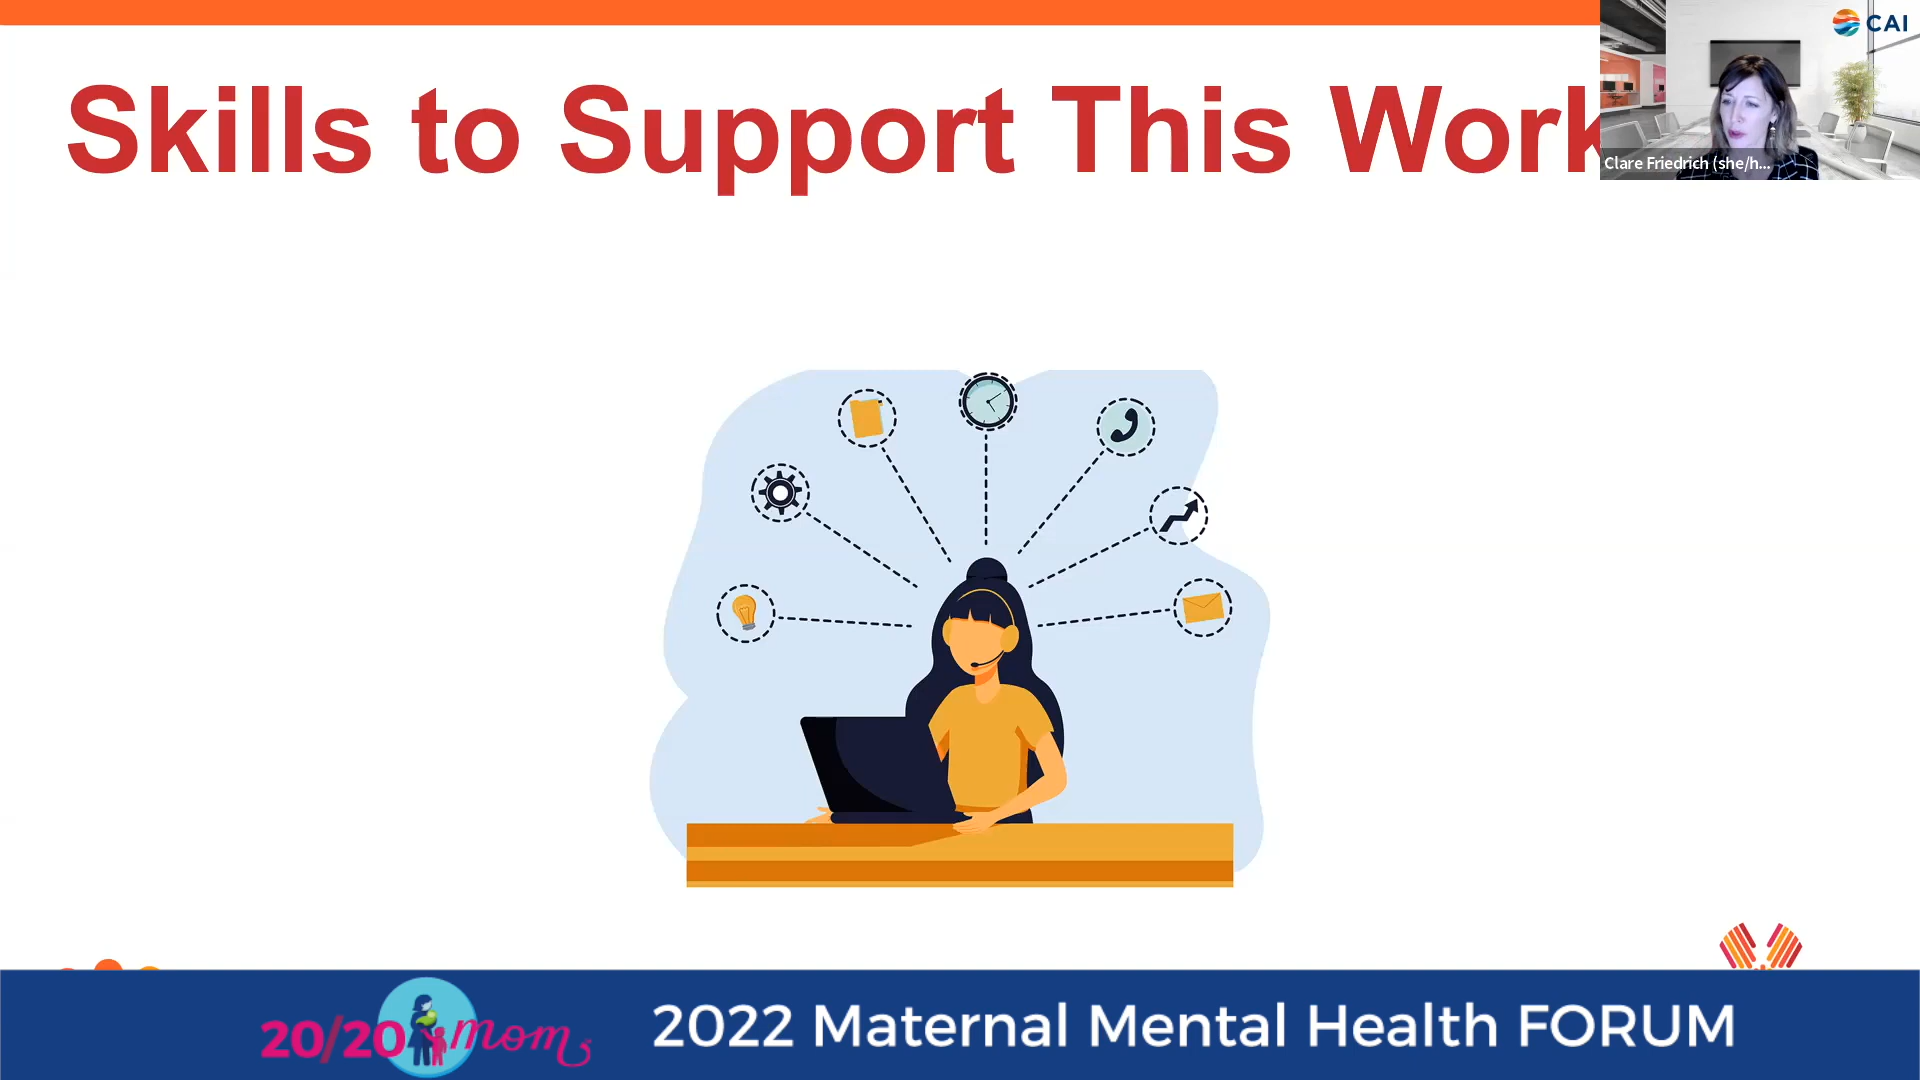 Skills to Support This Work
CAI
Clare Friedrich (she/h...
20/20 mom
2022 Maternal Mental Health FORUM